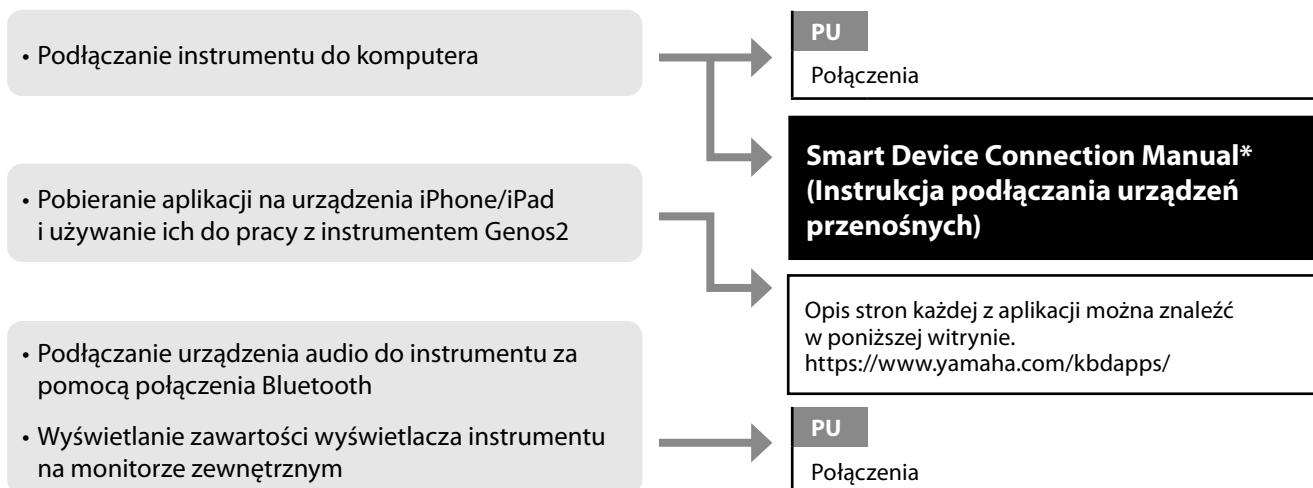 • Podłączanie instrumentu do komputera
PU
Połączenia
Smart Device Connection Manual*
(Instrukcja podłączania urządzeń
przenośnych)
• Pobieranie aplikacji na urządzenia iPhone/iPad
i używanie ich do pracy z instrumentem Genos2
Opis stron każdej z aplikacji można znaleźć
w poniższej witrynie.
https://www.yamaha.com/kbdapps/
• Podłączanie urządzenia audio do instrumentu za
pomocą połączenia Bluetooth
• Wyświetlanie zawartości wyświetlacza instrumentu
na monitorze zewnętrznym
PU
Połączenia